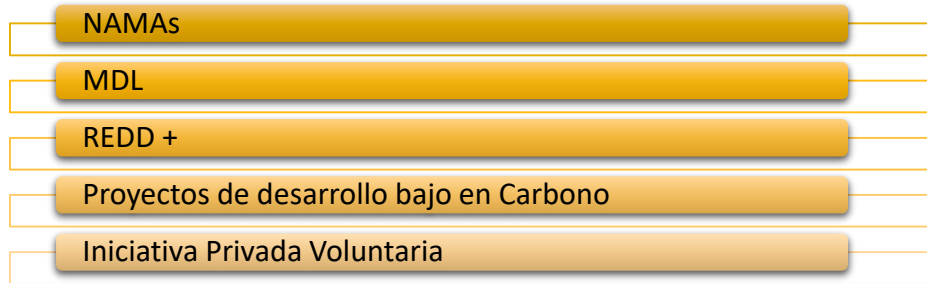 NAMAs
MDL
REDD +
Proyectos de desarrollo bajo en Carbono
Iniciativa Privada Voluntaria